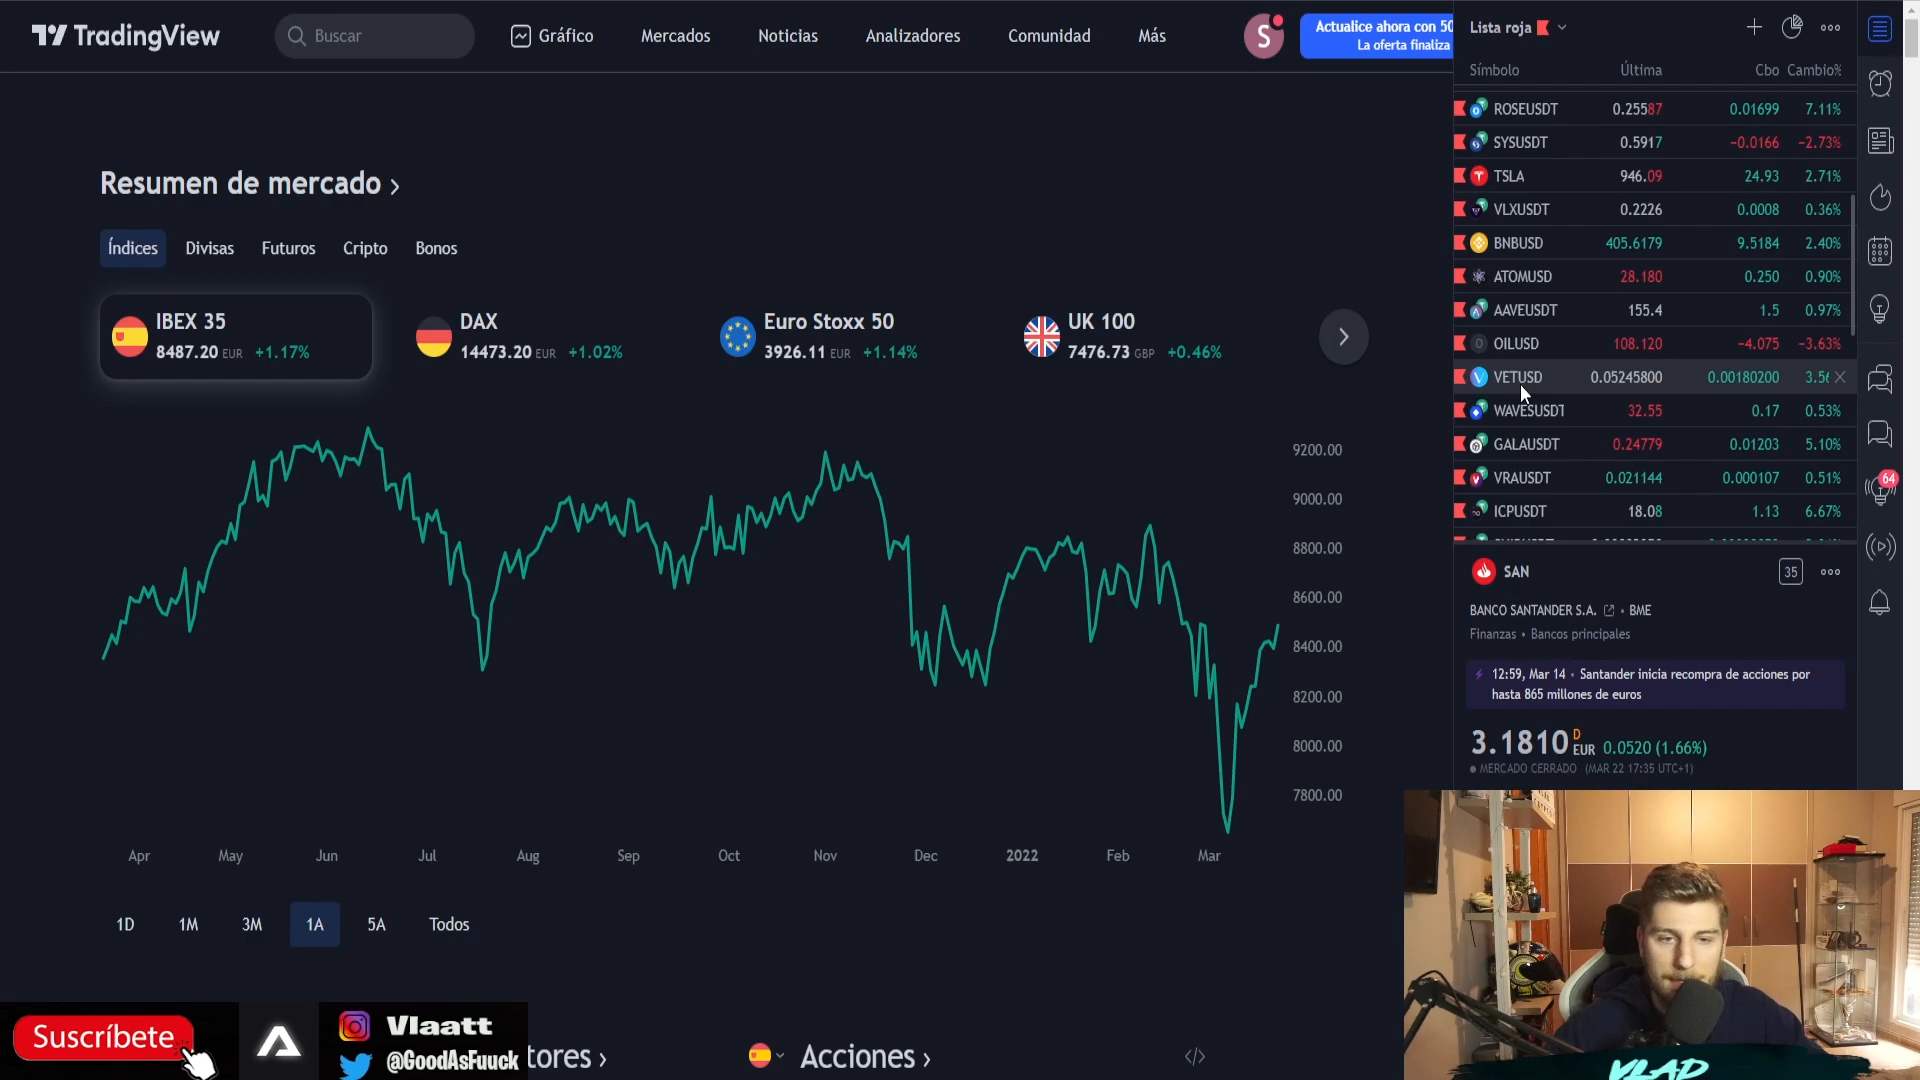 TradingView
Buscar
Gráfico
Mercados
Noticias
Analizadores
Comunidad
Más
S
Actualice ahora con 50
La oferta finaliza
Lista roja
Símbolo Última Cbo Cambio%
ROSEUSDT 0.25587 0.01699 7.11%
SYSUSDT 0.5917 −0.0166 −2.73%
TSLA 946.09 24.93 2.71%
VLXUSDT 0.2226 0.0008 0.36%
BNBUSD 405.6179 9.5184 2.40%
ATOMUSD 28.180 0.250 0.90%
AAVEUSDT 155.4 1.5 0.97%
OILUSD 108.120 −4.075 −3.63%
VETUSD 0.05245800 0.00180200 3.56
WAVESUSDT 32.55 0.17 0.53%
GALAUSDT 0.24779 0.01203 5.10%
VRAUSDT 0.021144 0.000107 0.51%
ICPUSDT 18.08 1.13 6.67%
64
SAN
35
BANCO SANTANDER S.A. • BME
Finanzas • Bancos principales
12:59, Mar 14 • Santander inicia recompra de acciones por
hasta 865 millones de euros
3.1810 D EUR 0.0520 (1.66%)
MERCADO CERRADO (MAR 22 17:35 UTC+1)
Resumen de mercado ›
Índices Divisas Futuros Cripto Bonos
IBEX 35
8487.20 EUR +1.17%
DAX
14473.20 EUR +1.02%
Euro Stoxx 50
3926.11 EUR +1.14%
UK 100
7476.73 GBP +0.46%
9200.00
9000.00
8800.00
8600.00
8400.00
8200.00
8000.00
7800.00
Apr May Jun Jul Aug Sep Oct Nov Dec 2022 Feb Mar
1D 1M 3M 1A 5A Todos
Suscríbete
Vlaatt
@GoodAsFuuck
tores ›
Acciones ›
</>
VLAD